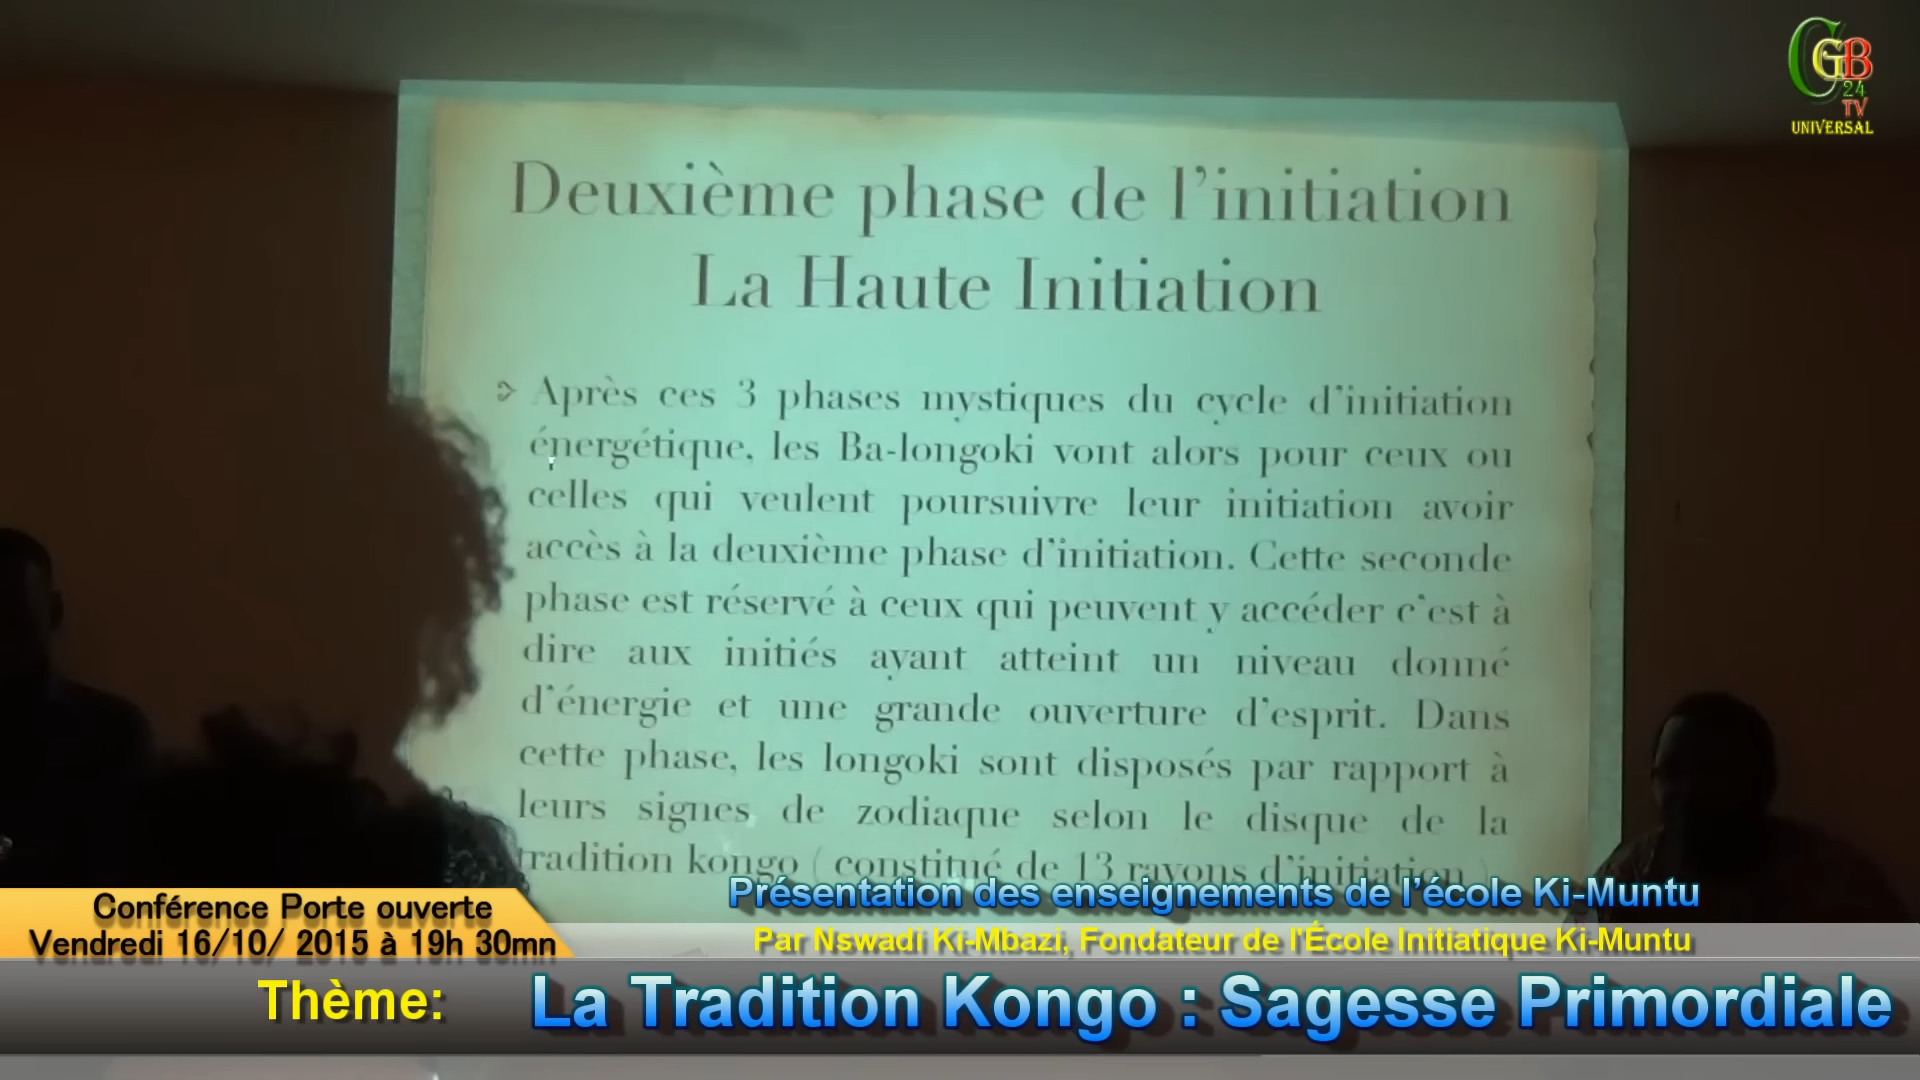 CGB
24
TV
UNIVERSAL
Deuxième phase de l'initiation
La Haute Initiation
Après ces 3 phases mystiques du cycle d'initiation
énergétique, les Ba-longoki vont alors pour ceux ou
celles qui veulent poursuivre leur initiation avoir
accès à la deuxième phase d'initiation. Cette seconde
phase est réservé à ceux qui peuvent y accéder c'est à
dire aux initiés ayant atteint un niveau donné
d'énergie et une grande ouverture d'esprit. Dans
cette phase, les longoki sont disposés par rapport à
leurs signes de zodiaque selon le disque de la
tradition kongo ( constitué de 13 rayons d'initiation )
Présentation des enseignements de l'école Ki-Muntu
Conférence Porte ouverte
Vendredi 16/10/ 2015 à 19h 30mn
Par Nswadi Ki-Mbazi, Fondateur de l'École Initiatique Ki-Muntu
Thème: La Tradition Kongo : Sagesse Primordiale